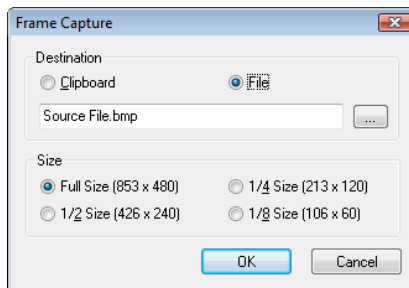 Frame Capture
Destination
Clipboard File
Source File.bmp ...
Size
Full Size (853 x 480) 1/4 Size (213 x 120)
1/2 Size (426 x 240) 1/8 Size (106 x 60)
OK Cancel